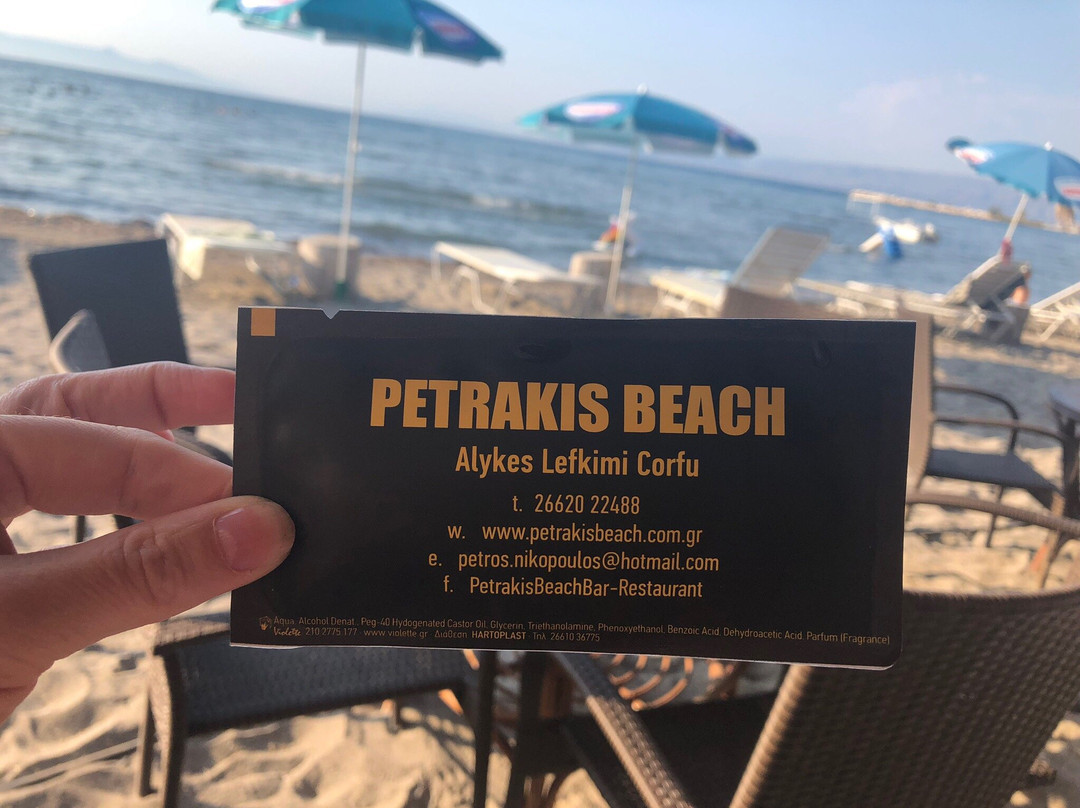 PETRAKIS BEACH
Alykes Lefkimi Corfu
t. 26620 22488
w. www.petrakisbeach.com.gr
e. petros.nikopoulos@hotmail.com
f. PetrakisBeachBar-Restaurant
Aqua Alcohol Denat. Peg-40 Hydogenated Castor Oil, Glycerin, Triethanolamine, Phenoxyethanol, Benzoic Acid, Dehydroacetic Acid, Parfum (Fragrance)
Violette 210 2775 177 · www.violette.gr Διάθεση HARTOPLAST · Τηλ. 26610 36775